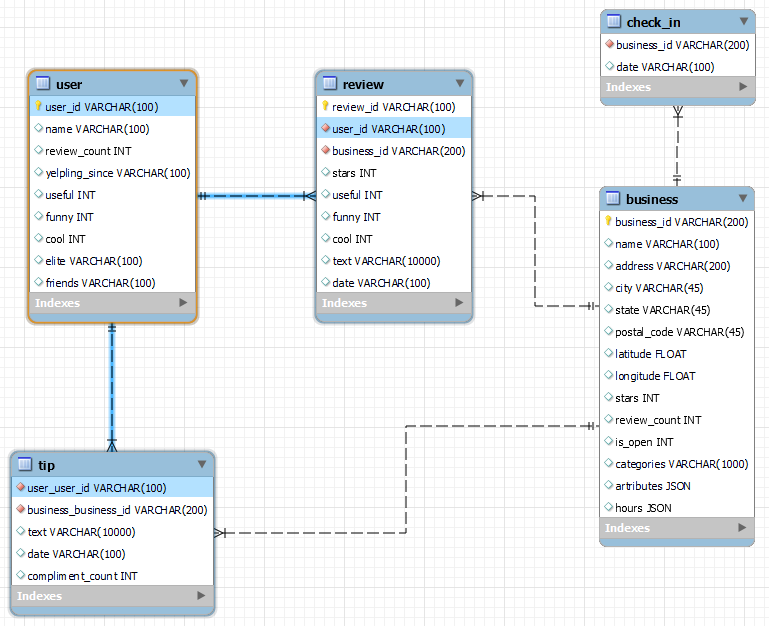 user
user_id VARCHAR(100)
name VARCHAR(100)
review_count INT
yelpling_since VARCHAR(100)
useful INT
funny INT
cool INT
elite VARCHAR(100)
friends VARCHAR(100)
Indexes
review
review_id VARCHAR(100)
user_id VARCHAR(100)
business_id VARCHAR(200)
stars INT
useful INT
funny INT
cool INT
text VARCHAR(10000)
date VARCHAR(100)
Indexes
check_in
business_id VARCHAR(200)
date VARCHAR(100)
Indexes
business
business_id VARCHAR(200)
name VARCHAR(100)
address VARCHAR(200)
city VARCHAR(45)
state VARCHAR(45)
postal_code VARCHAR(45)
latitude FLOAT
longitude FLOAT
stars INT
review_count INT
is_open INT
categories VARCHAR(1000)
artributes JSON
hours JSON
Indexes
tip
user_user_id VARCHAR(100)
business_business_id VARCHAR(200)
text VARCHAR(10000)
date VARCHAR(100)
compliment_count INT
Indexes